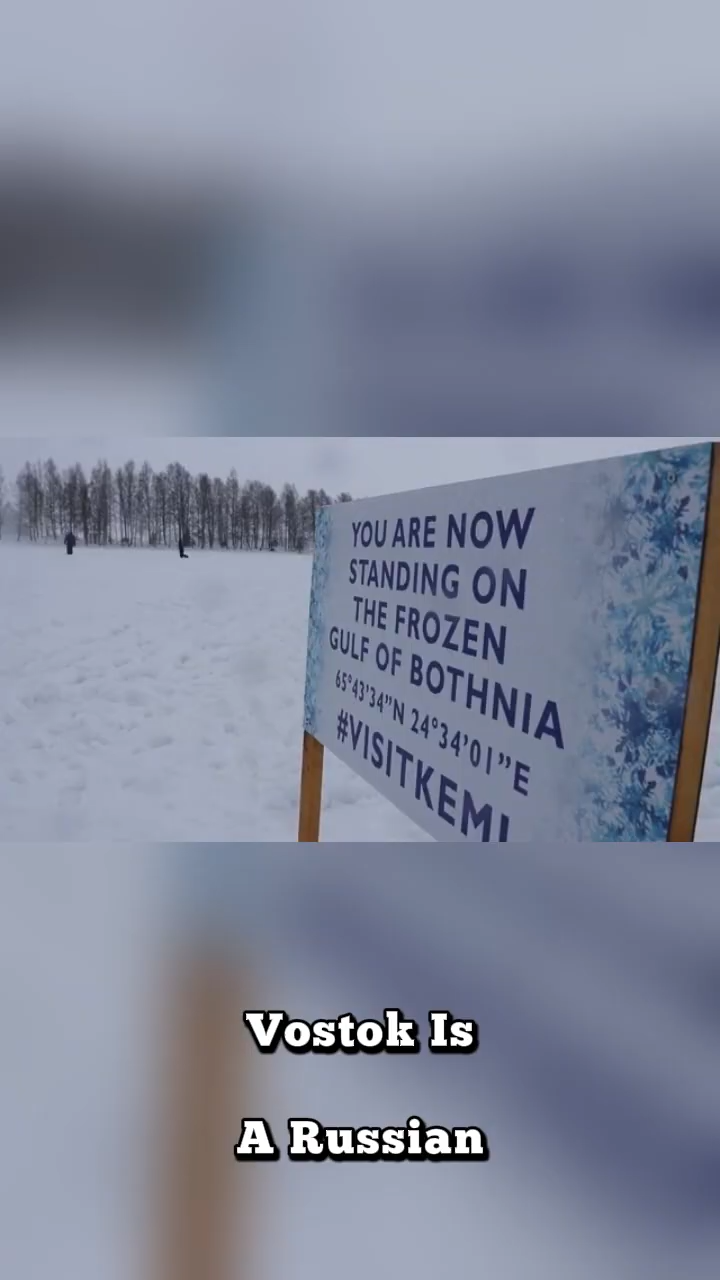 YOU ARE NOW
STANDING ON
THE FROZEN
GULF OF BOTHNIA
65°43'34"N 24°34'01"E
#VISITKEMI
Vostok Is
A Russian